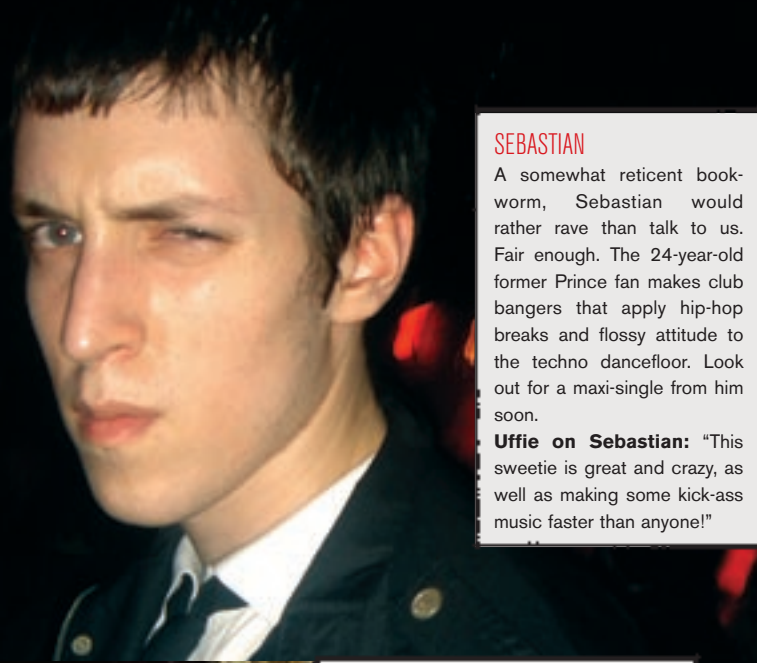 SEBASTIAN
A somewhat reticent book-
worm, Sebastian would
rather rave than talk to us.
Fair enough. The 24-year-old
former Prince fan makes club
bangers that apply hip-hop
breaks and flossy attitude to
the techno dancefloor. Look
out for a maxi-single from him
soon.
Uffie on Sebastian: “This
sweetie is great and crazy, as
well as making some kick-ass
music faster than anyone!”